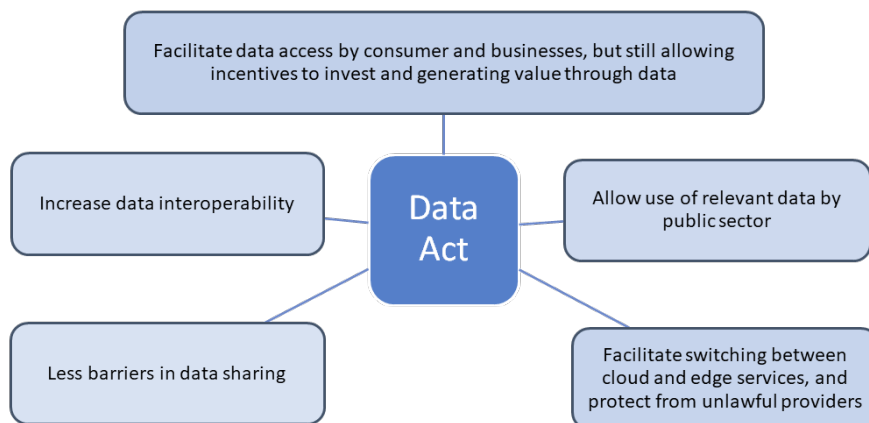 Facilitate data access by consumer and businesses, but still allowing
incentives to invest and generating value through data
Increase data interoperability
Data
Act
Allow use of relevant data by
public sector
Less barriers in data sharing
Facilitate switching between
cloud and edge services, and
protect from unlawful providers